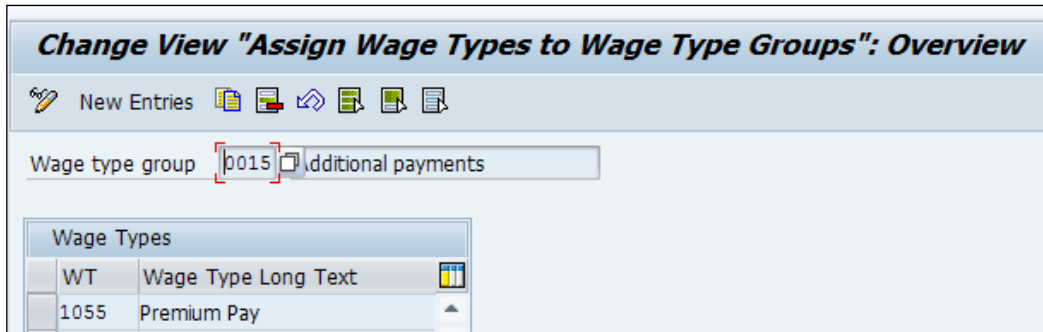 Change View "Assign Wage Types to Wage Type Groups": Overview
New Entries
Wage type group 0015 Additional payments
Wage Types
WT Wage Type Long Text
1055 Premium Pay